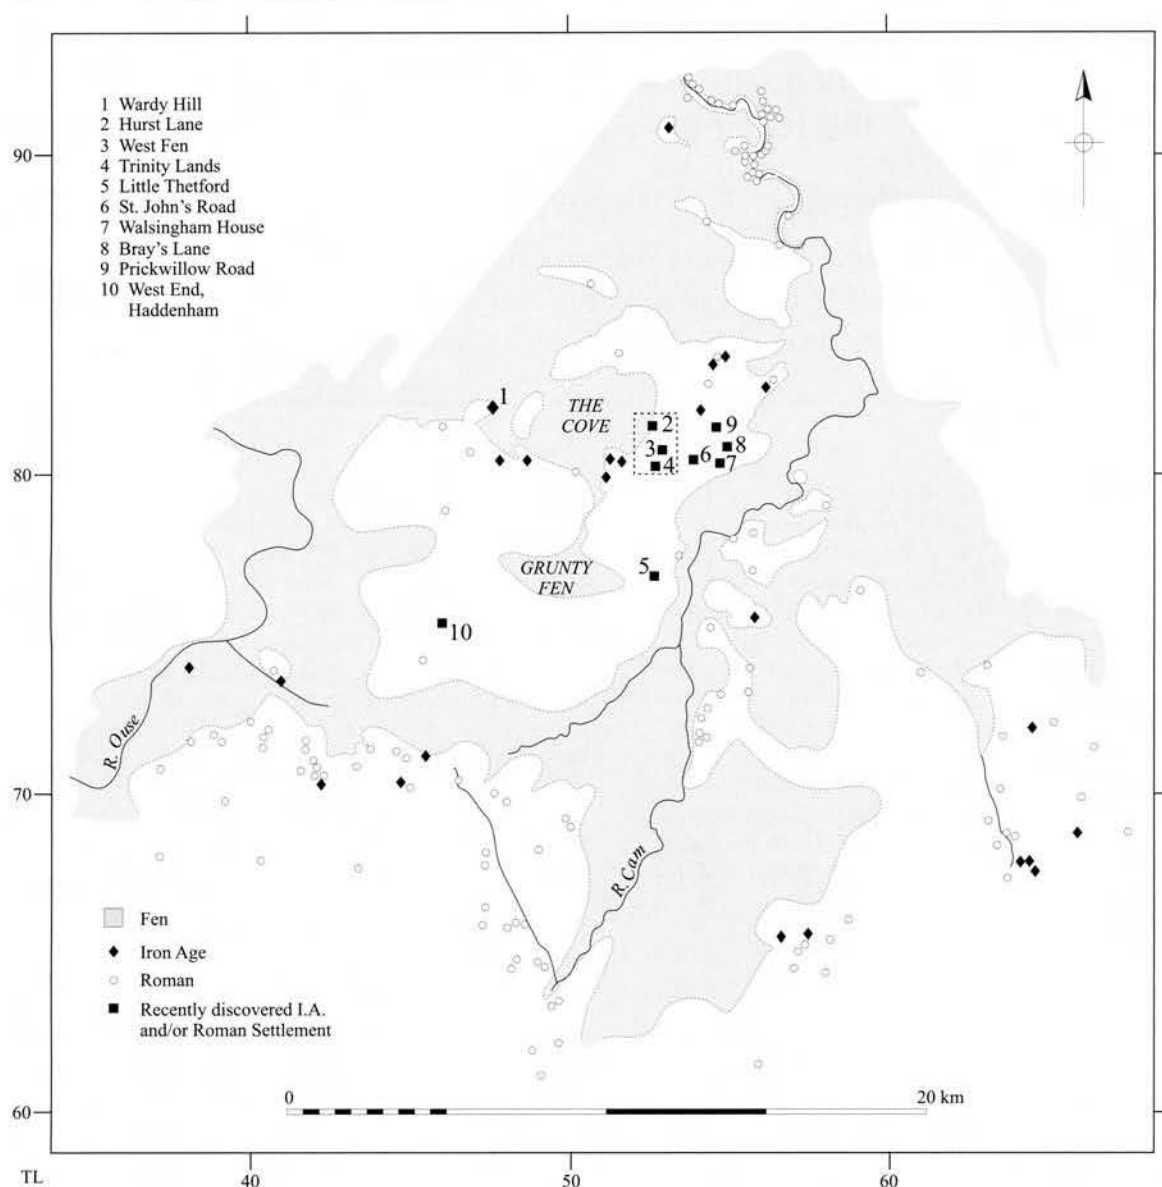 1 Wardy Hill
2 Hurst Lane
3 West Fen
4 Trinity Lands
5 Little Thetford
6 St. John's Road
7 Walsingham House
8 Bray's Lane
9 Prickwillow Road
10 West End,
Haddenham
90
1
THE
COVE
2
9
3
8
6
4
7
80
GRUNTY
FEN
5
10
R. Ouse
70
R. Cam
Fen
Iron Age
Roman
Recently discovered I.A.
and/or Roman Settlement
0
20 km
60
TL
40
50
60